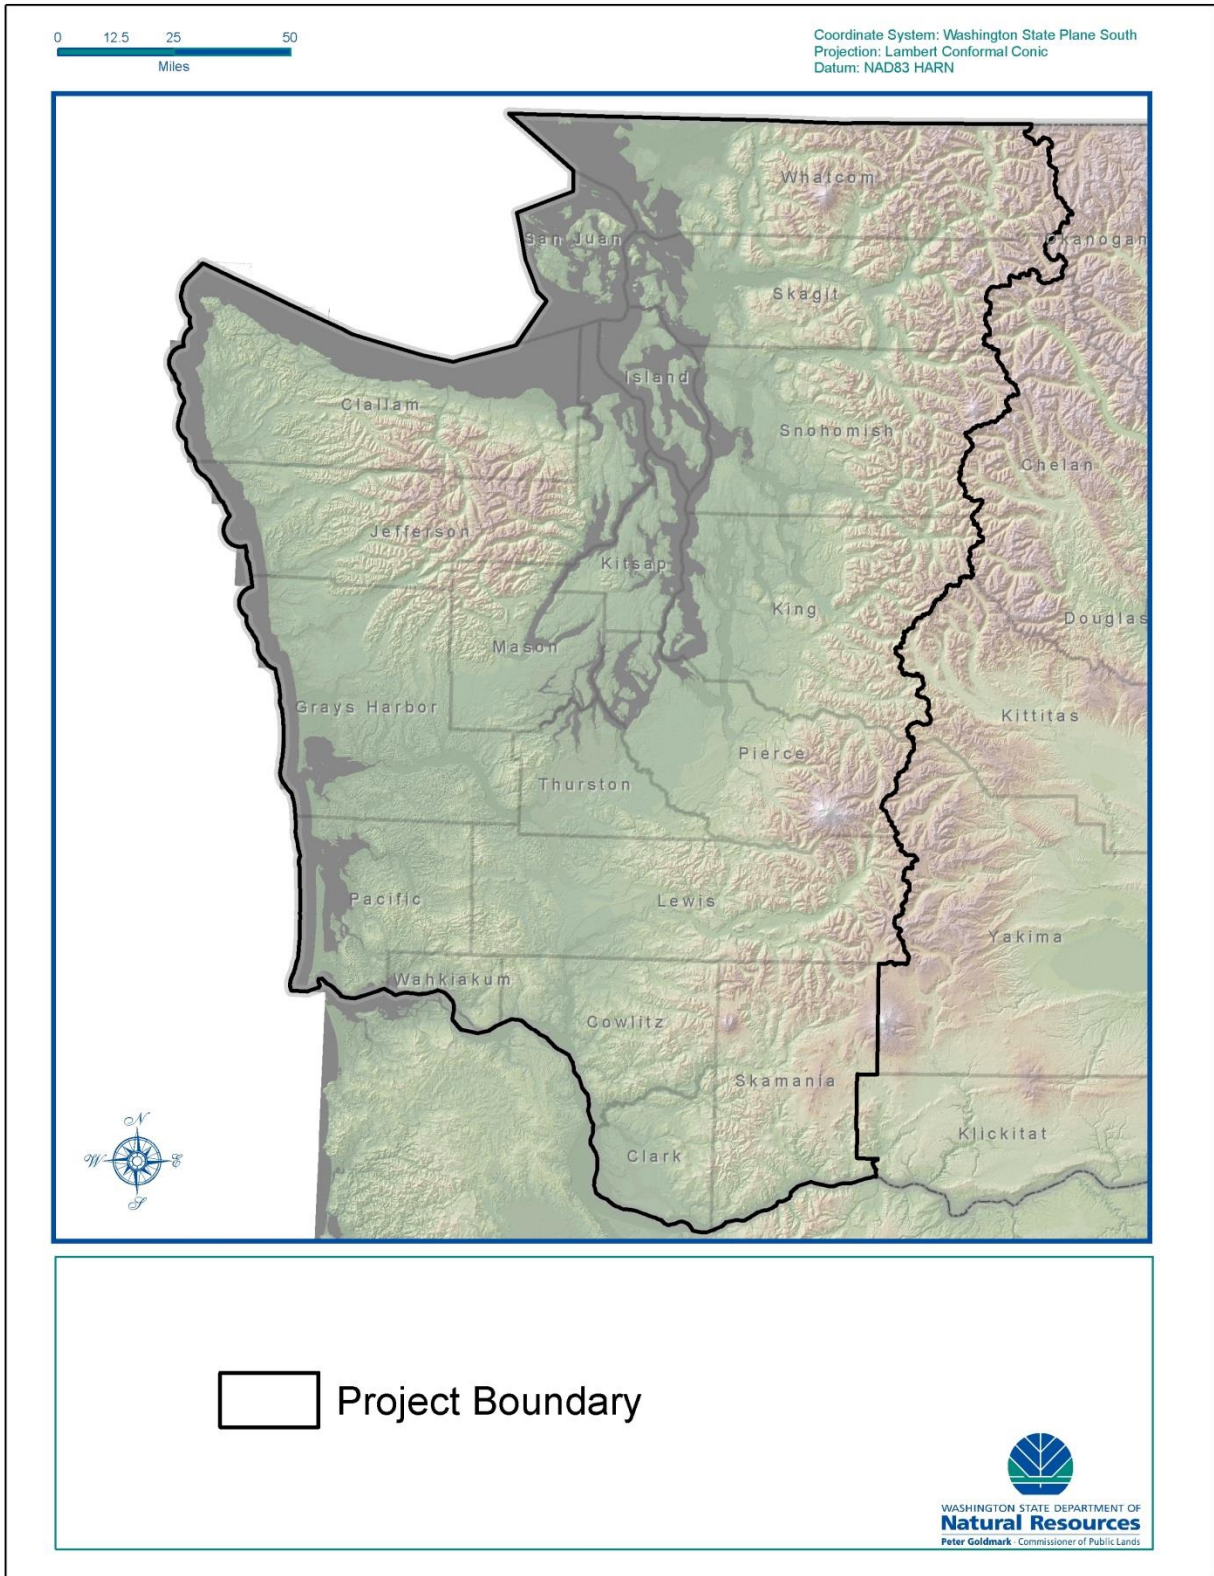 0 12.5 25 50
Miles
Coordinate System: Washington State Plane South
Projection: Lambert Conformal Conic
Datum: NAD83 HARN
Whatcom
San Juan
Okanogan
Skagit
Island
Clallam
Snohomish
Chelan
Jefferson
Kitsap
King
Douglas
Mason
Grays Harbor
Kittitas
Pierce
Thurston
Pacific
Lewis
Yakima
Wahkiakum
Cowlitz
Skamania
Klickitat
Clark
N
W E
S
Project Boundary
WASHINGTON STATE DEPARTMENT OF
Natural Resources
Peter Goldmark - Commissioner of Public Lands